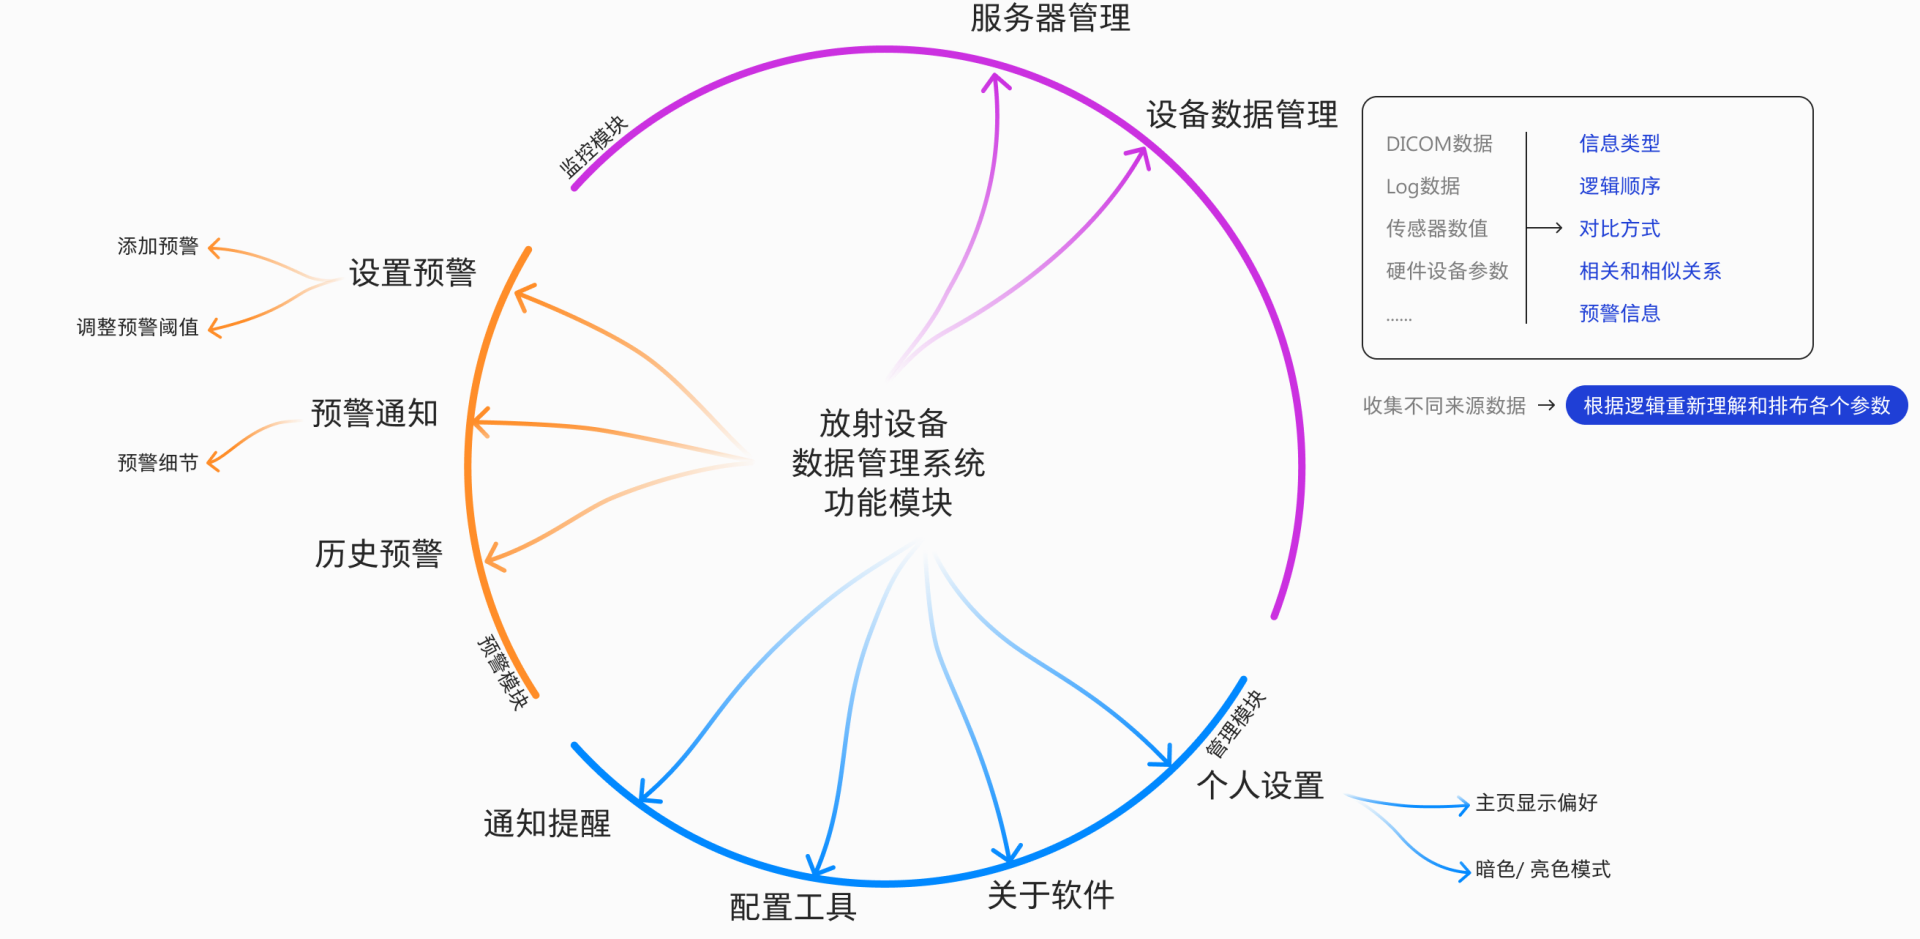 服务器管理
设备数据管理
监控模块
DICOM数据
Log数据
传感器数值
硬件设备参数
......
信息类型
逻辑顺序
对比方式
相关和相似关系
预警信息
收集不同来源数据
根据逻辑重新理解和排布各个参数
添加预警
调整预警阈值
设置预警
预警通知
预警细节
历史预警
预警模块
放射设备
数据管理系统
功能模块
管理模块
个人设置
主页显示偏好
暗色/ 亮色模式
通知提醒
配置工具
关于软件